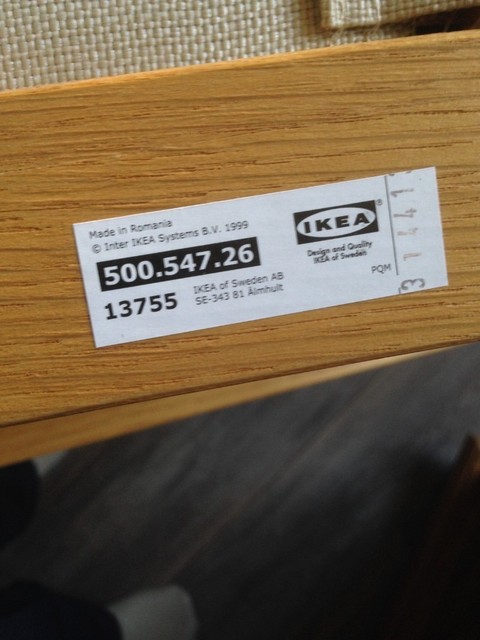 Made in Romania
© Inter IKEA Systems B.V. 1999
500.547.26
13755
IKEA of Sweden AB
SE-343 81 Älmhult
IKEA®
Design and Quality
IKEA of Sweden
PQM